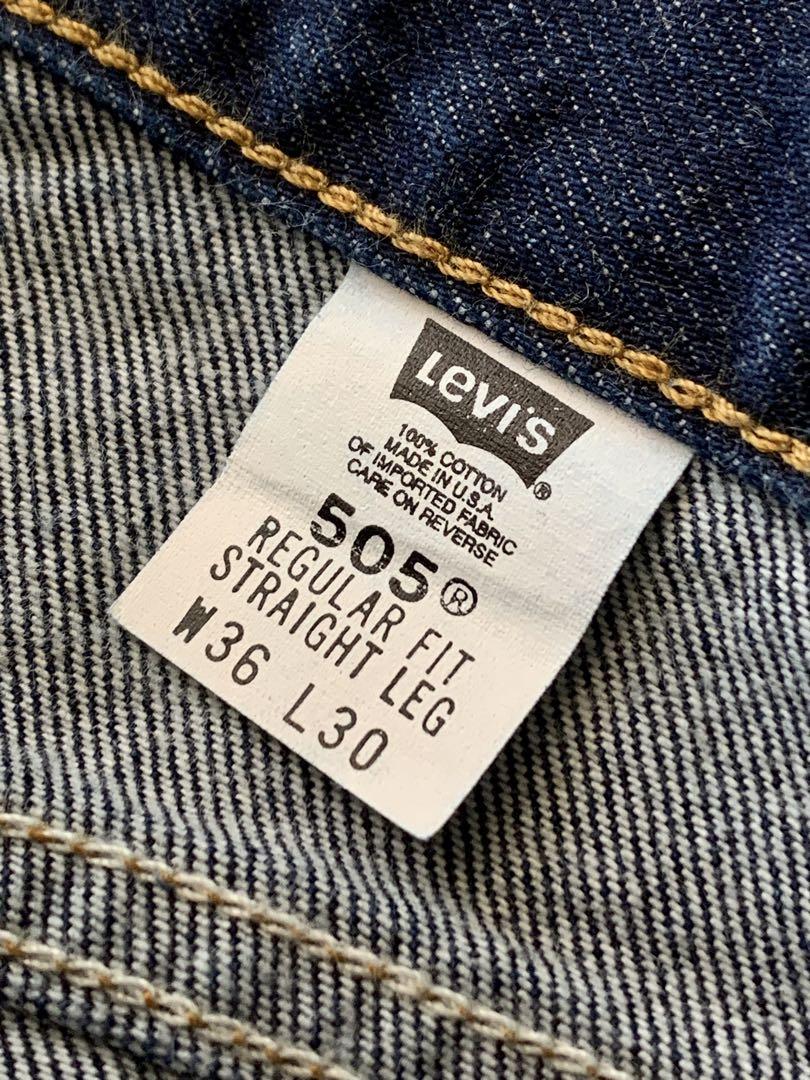 Levi's®
100% COTTON
MADE IN U.S.A.
OF IMPORTED FABRIC
CARE ON REVERSE
505®
REGULAR FIT
STRAIGHT LEG
W36 L30